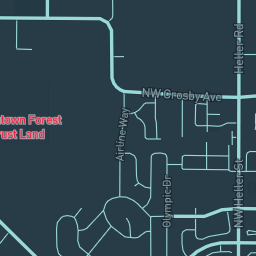 Heller Rd
NW Crosby Ave
Airline Way
town Forest
rust Land
Olympic Dr
NW Heller St